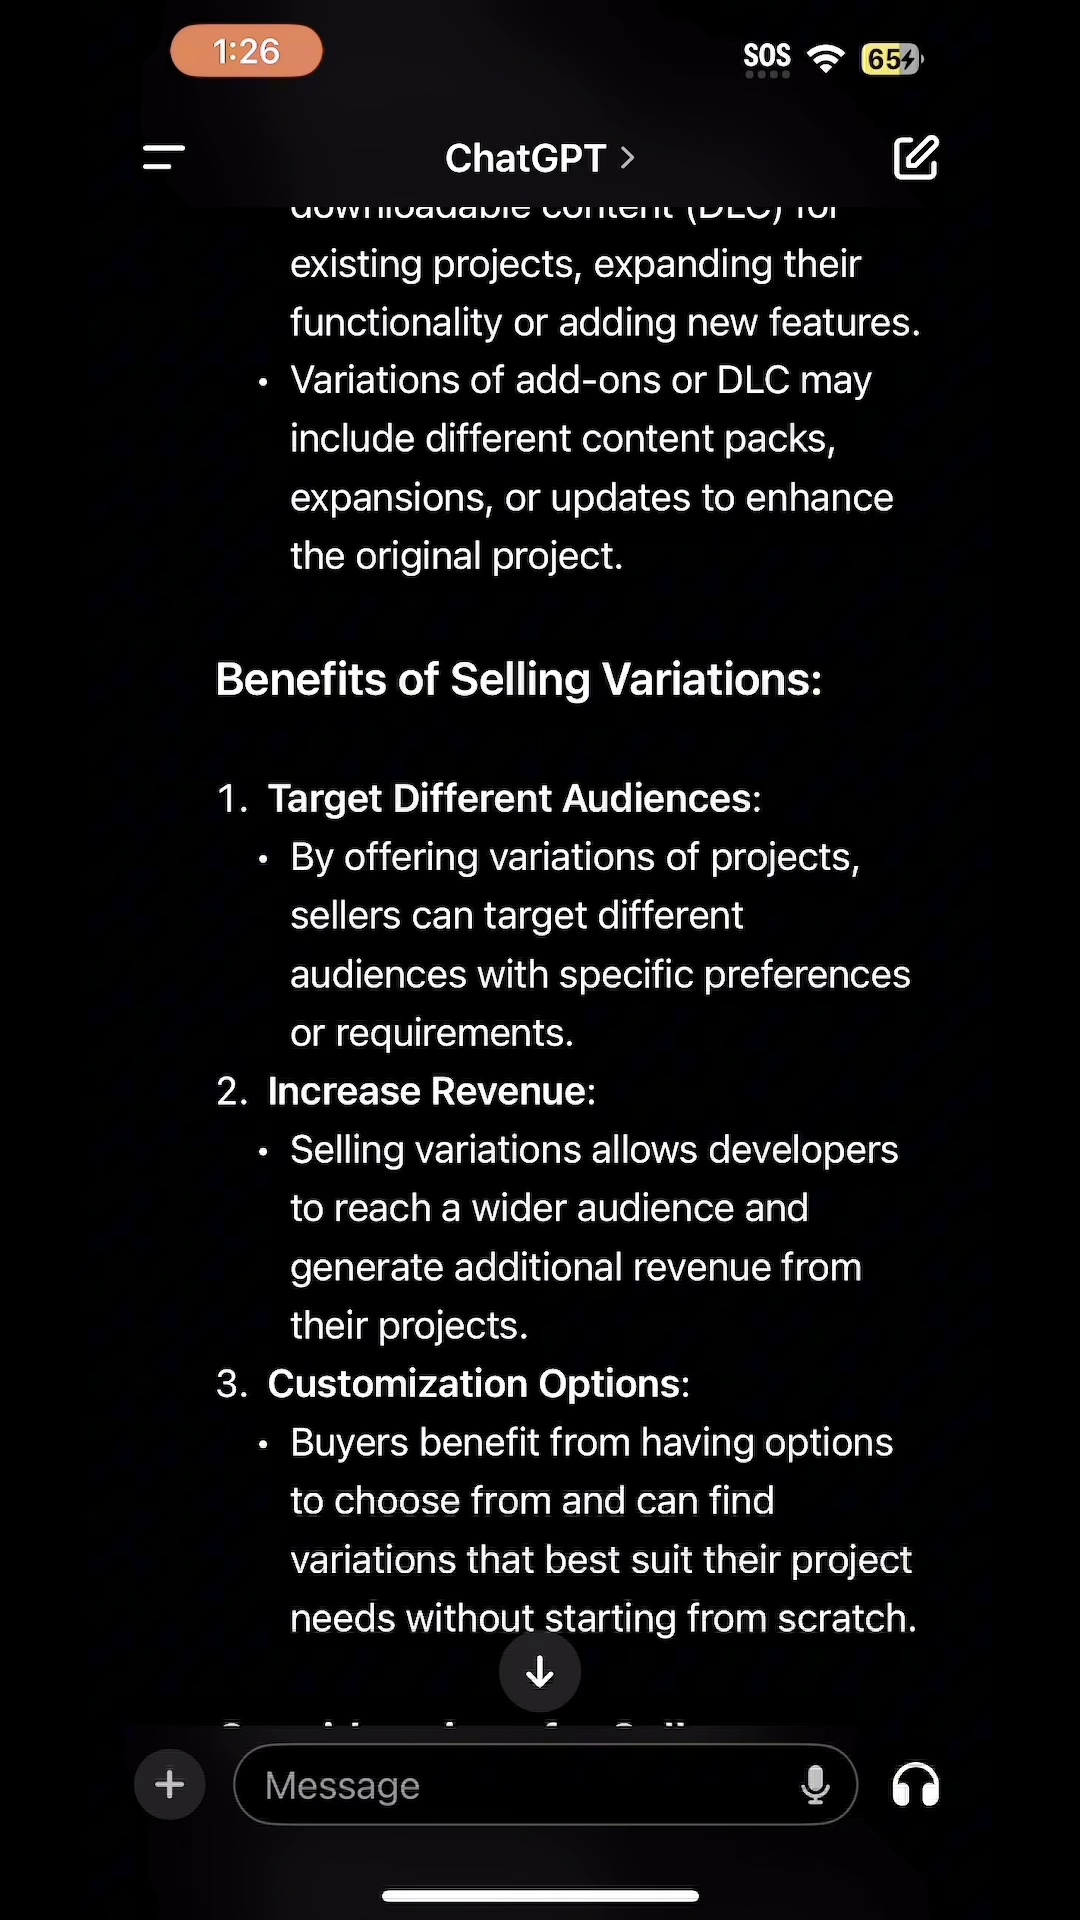 1:26
SOS
65
ChatGPT
downloadable content (DLC) for
existing projects, expanding their
functionality or adding new features.
• Variations of add-ons or DLC may
include different content packs,
expansions, or updates to enhance
the original project.
Benefits of Selling Variations:
1. Target Different Audiences:
• By offering variations of projects,
sellers can target different
audiences with specific preferences
or requirements.
2. Increase Revenue:
• Selling variations allows developers
to reach a wider audience and
generate additional revenue from
their projects.
3. Customization Options:
• Buyers benefit from having options
to choose from and can find
variations that best suit their project
needs without starting from scratch.
Message